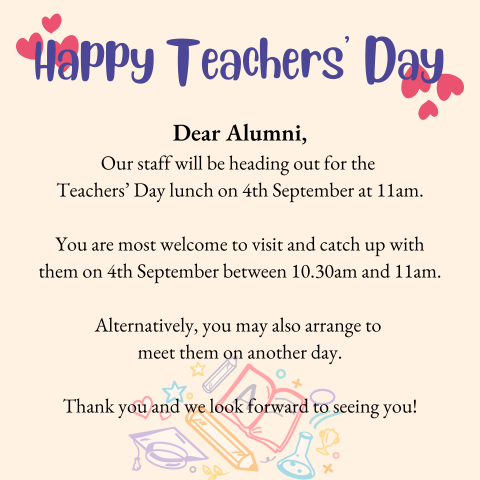 Happy Teachers' Day
Dear Alumni,
Our staff will be heading out for the
Teachers' Day lunch on 4th September at 11am.
You are most welcome to visit and catch up with
them on 4th September between 10.30am and 11am.
Alternatively, you may also arrange to
meet them on another day.
Thank you and we look forward to seeing you!